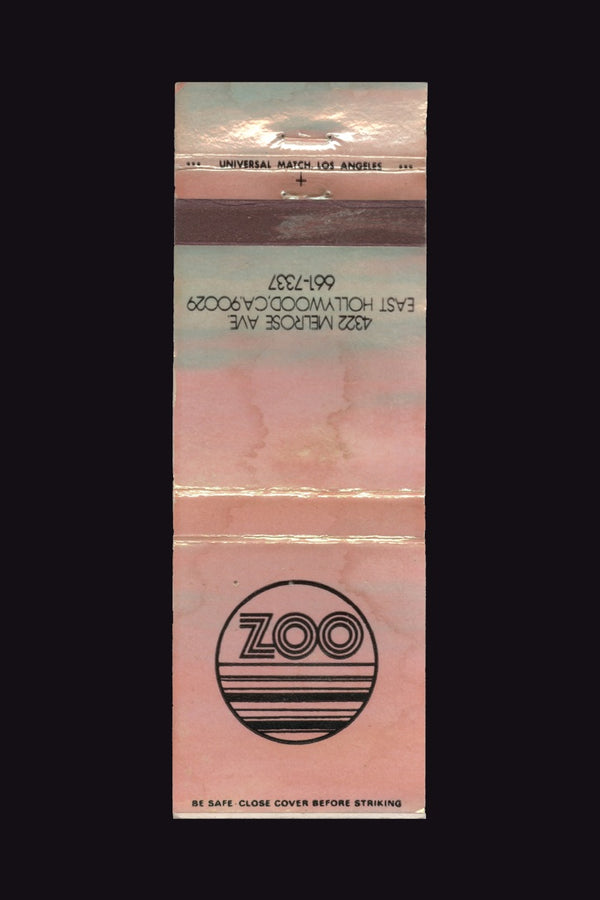 ••• UNIVERSAL MATCH, LOS ANGELES •••
4322 MELROSE AVE.
EAST HOLLYWOOD,CA.90029
661-7337
ZOO
BE SAFE·CLOSE COVER BEFORE STRIKING